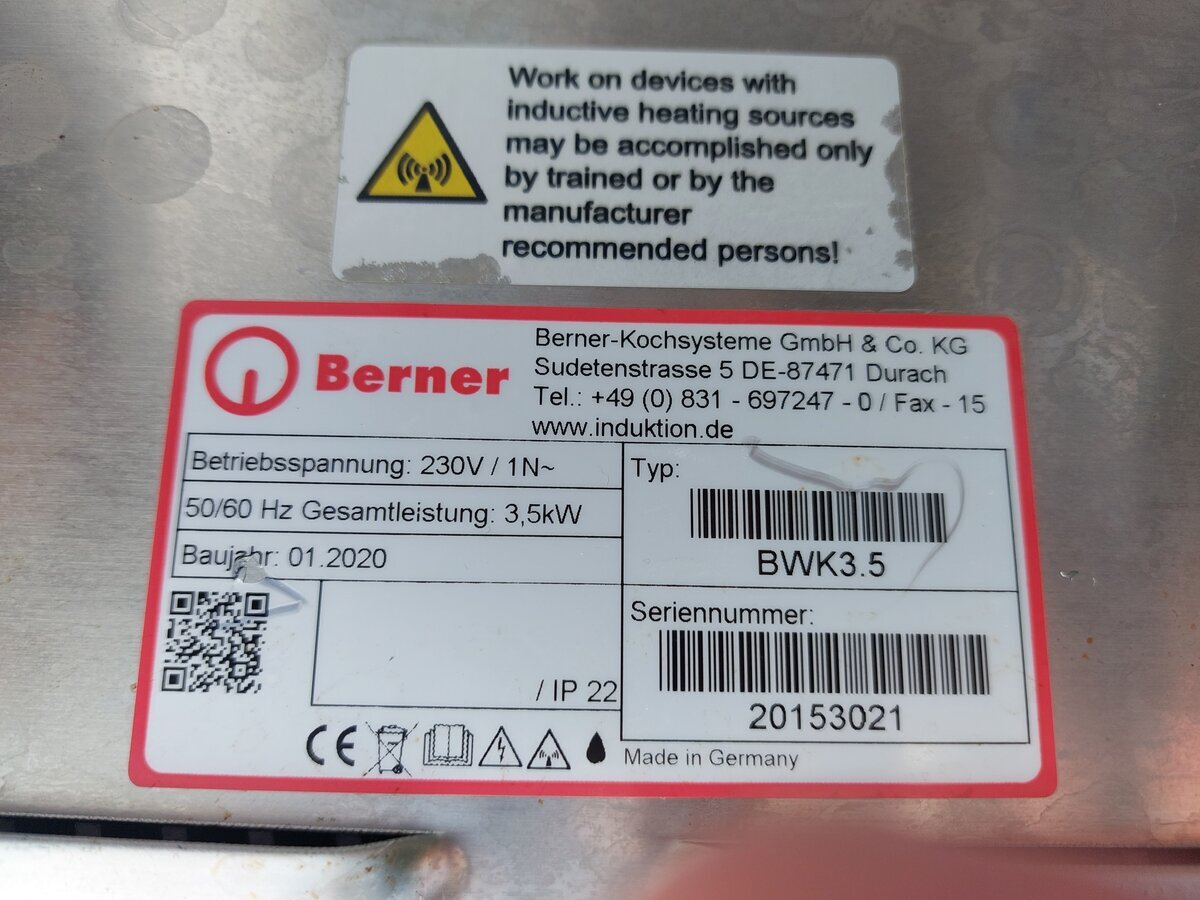 Work on devices with
inductive heating sources
may be accomplished only
by trained or by the
manufacturer
recommended persons!
Berner
Berner-Kochsysteme GmbH & Co. KG
Sudetenstrasse 5 DE-87471 Durach
Tel.: +49 (0) 831 - 697247 - 0 / Fax - 15
www.induktion.de
Betriebsspannung: 230V / 1N~
50/60 Hz Gesamtleistung: 3,5kW
Baujahr: 01.2020
/ IP 22
Typ:
BWK3.5
Seriennummer:
20153021
CE
Made in Germany